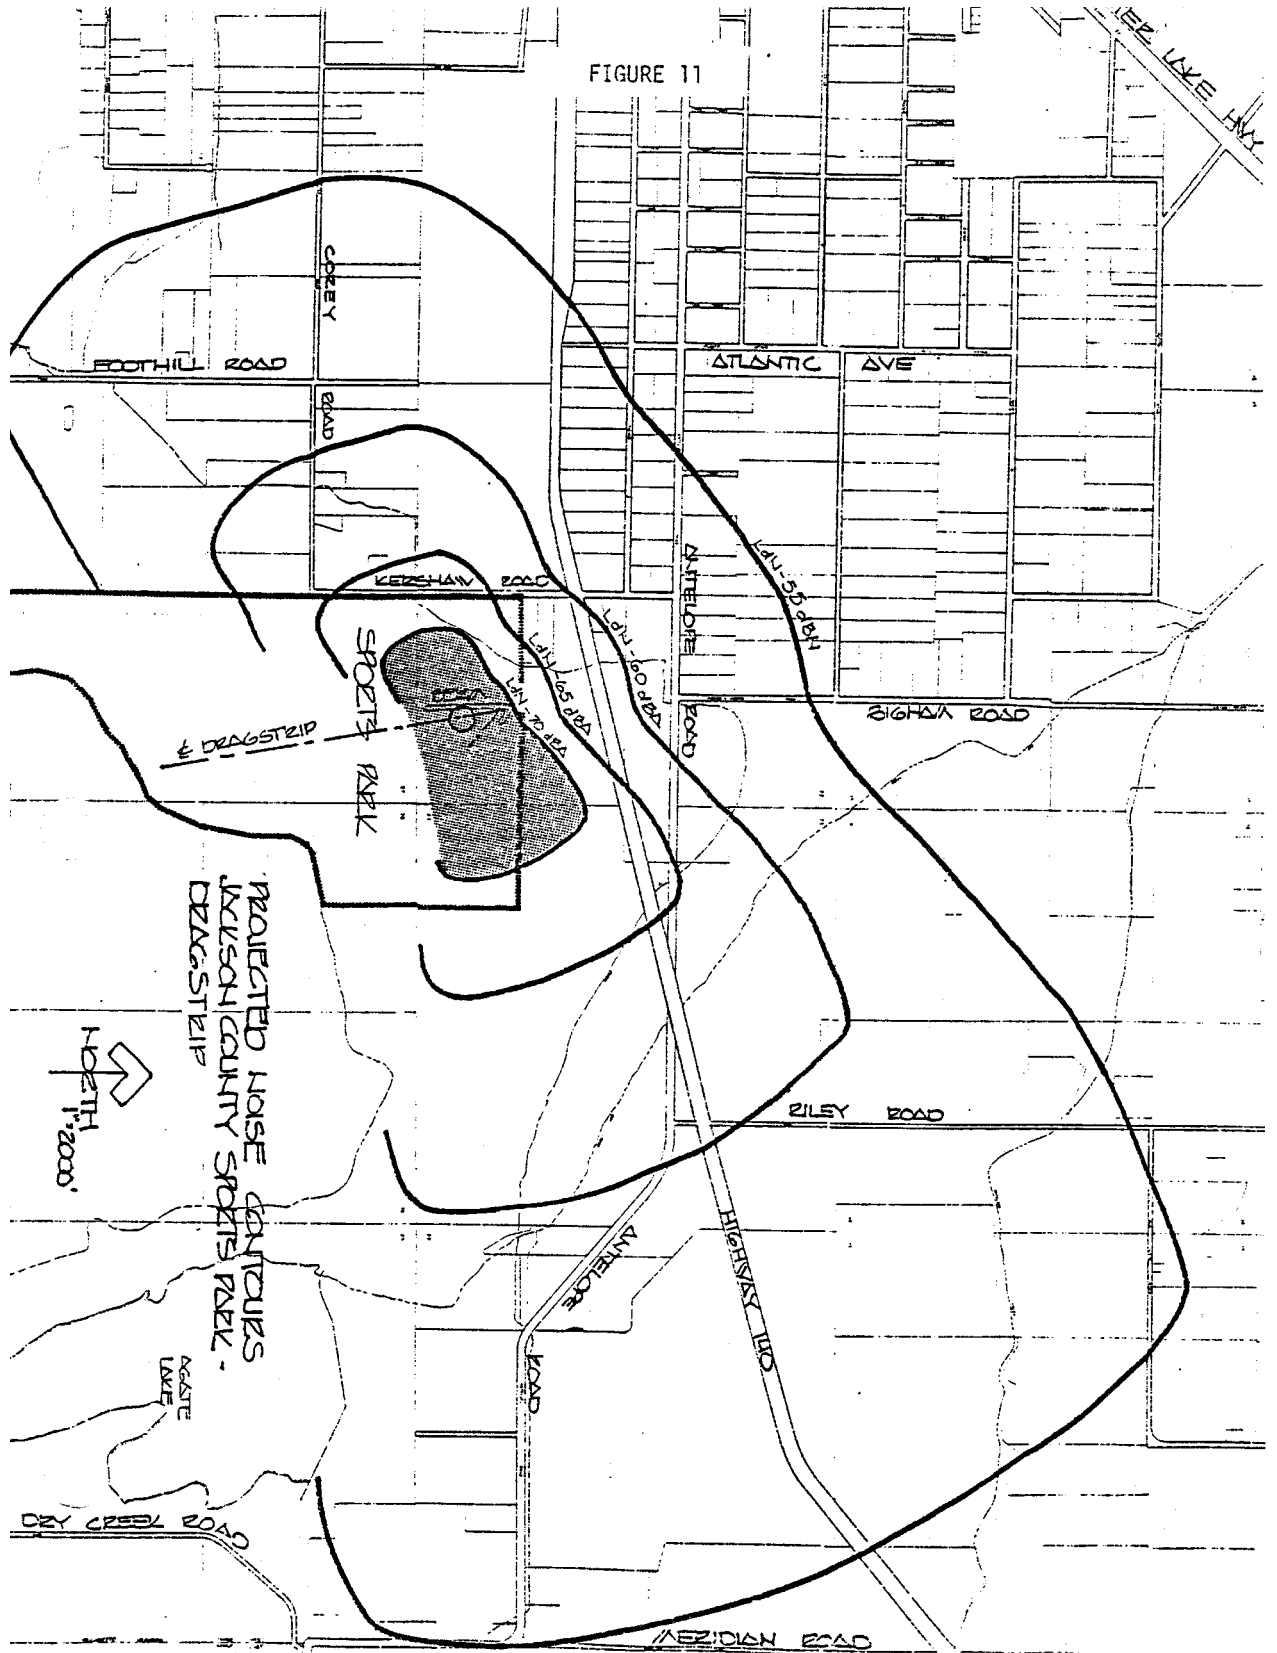 FIGURE 11
LAKE HWY
COREY
ROAD
FOOTHILL ROAD
ATLANTIC AVE
KERSHAW ROAD
ANTELOPE
ROAD
LdN-55 dBA
LdN-60 dBA
LdN-65 dBA
LdN-70 dBA
BIGHAM ROAD
SPORTS PARK
℄ DRAGSTRIP
PROJECTED NOISE CONTOURS
JACKSON COUNTY SPORTS PARK -
DRAGSTRIP
NORTH
1"=2000'
RILEY ROAD
HIGHWAY 140
ANTELOPE
ROAD
AGATE
LAKE
DRY CREEK ROAD
MERIDIAN ROAD